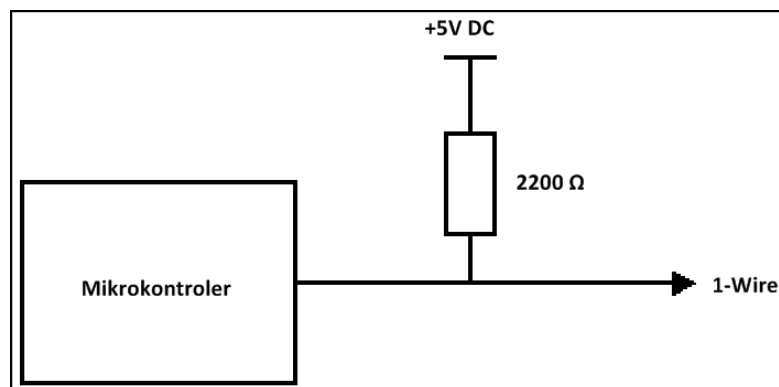 +5V DC
2200 Ω
Mikrokontroler
1-Wire